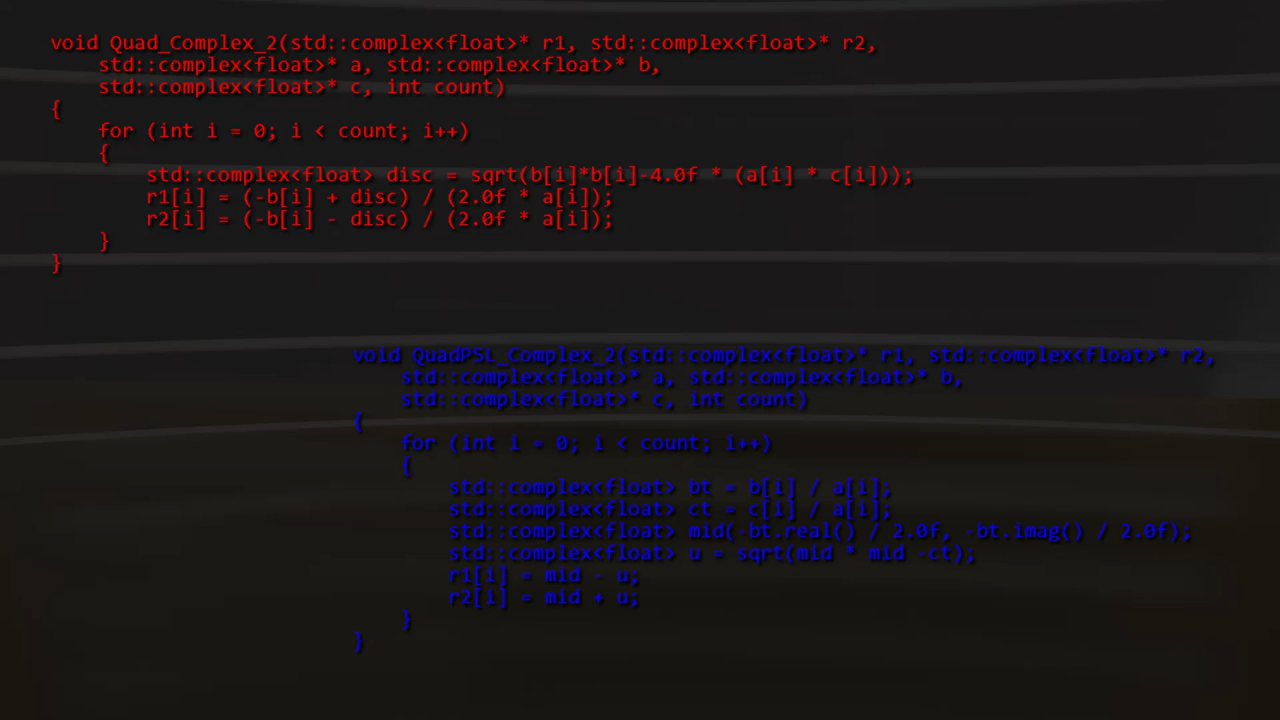 void Quad_Complex_2(std::complex<float>* r1, std::complex<float>* r2,
    std::complex<float>* a, std::complex<float>* b,
    std::complex<float>* c, int count)
{
    for (int i = 0; i < count; i++)
    {
        std::complex<float> disc = sqrt(b[i]*b[i]-4.0f * (a[i] * c[i]));
        r1[i] = (-b[i] + disc) / (2.0f * a[i]);
        r2[i] = (-b[i] - disc) / (2.0f * a[i]);
    }
}
void QuadPSL_Complex_2(std::complex<float>* r1, std::complex<float>* r2,
    std::complex<float>* a, std::complex<float>* b,
    std::complex<float>* c, int count)
{
    for (int i = 0; i < count; i++)
    {
        std::complex<float> bt = b[i] / a[i];
        std::complex<float> ct = c[i] / a[i];
        std::complex<float> mid(-bt.real() / 2.0f, -bt.imag() / 2.0f);
        std::complex<float> u = sqrt(mid * mid -ct);
        r1[i] = mid - u;
        r2[i] = mid + u;
    }
}